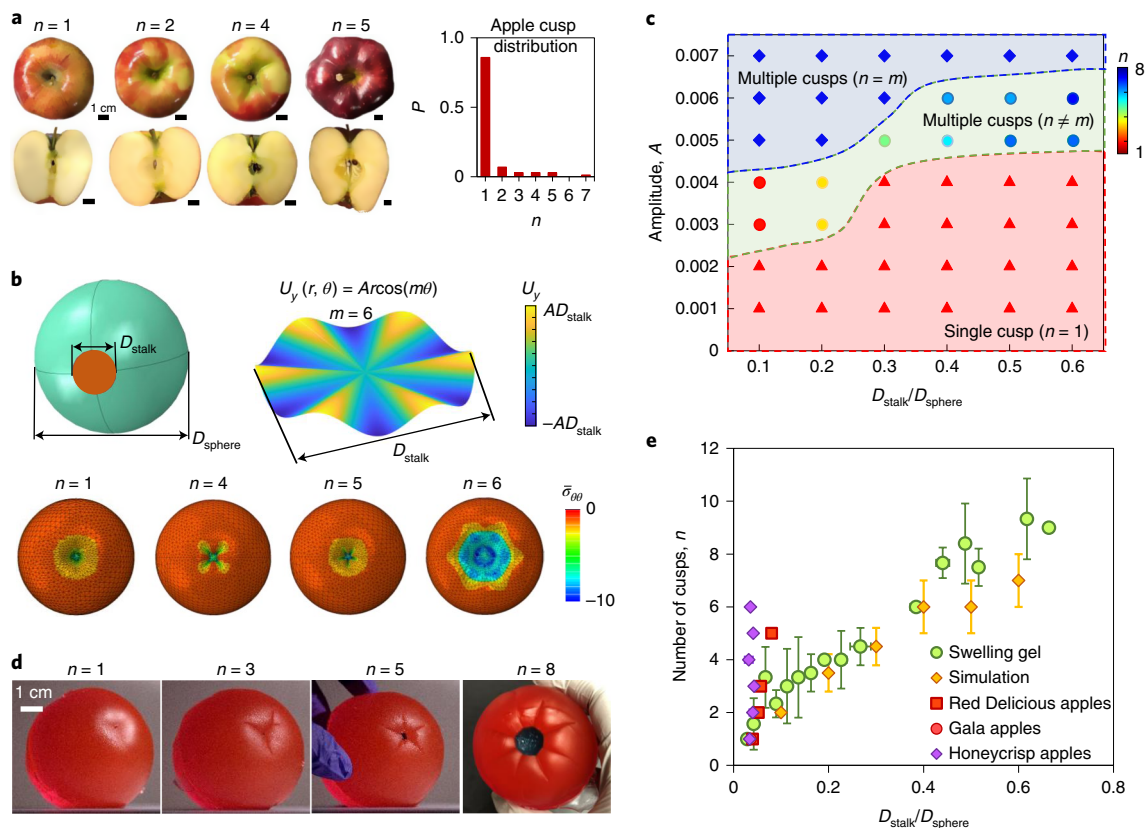 a
n = 1
n = 2
n = 4
n = 5
1 cm
Apple cusp
distribution
P
1.0
0.5
0
1 2 3 4 5 7
n
b
D_stalk
D_sphere
U_y (r, θ) = Arcos(mθ)
m = 6
D_stalk
U_y
AD_stalk
−AD_stalk
n = 1
n = 4
n = 5
n = 6
σ̄_θθ
0
−10
c
Amplitude, A
0.007
0.006
0.005
0.004
0.003
0.002
0.001
0
Multiple cusps (n = m)
Multiple cusps (n ≠ m)
Single cusp (n = 1)
0.1 0.2 0.3 0.4 0.5 0.6
D_stalk/D_sphere
n
8
1
d
n = 1
n = 3
n = 5
n = 8
1 cm
e
Number of cusps, n
12
10
8
6
4
2
0
Swelling gel
Simulation
Red Delicious apples
Gala apples
Honeycrisp apples
0 0.2 0.4 0.6 0.8
D_stalk/D_sphere